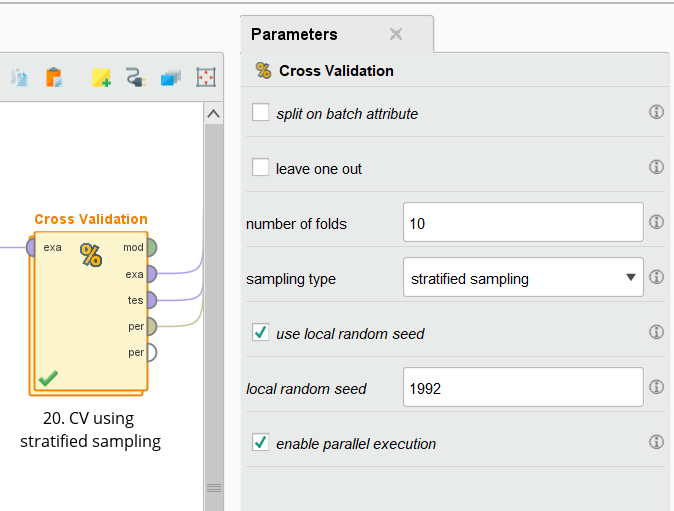 Parameters
Cross Validation
split on batch attribute
leave one out
number of folds 10
sampling type stratified sampling
use local random seed
local random seed 1992
enable parallel execution
Cross Validation
exa mod
exa
tes
per
per
20. CV using
stratified sampling